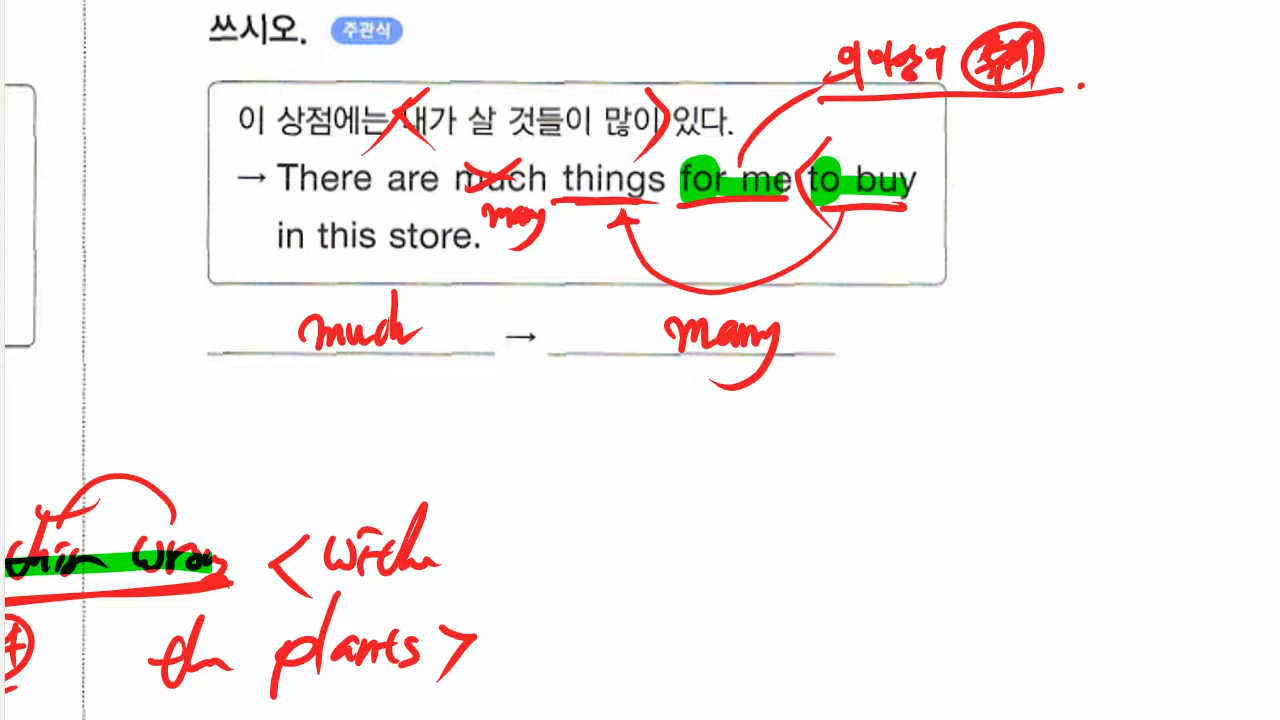 쓰시오. 주관식
의미상의 주어.
이 상점에는 내가 살 것들이 많이 있다.
→ There are much things for me to buy
many
in this store.
much → many
< with
the plants >